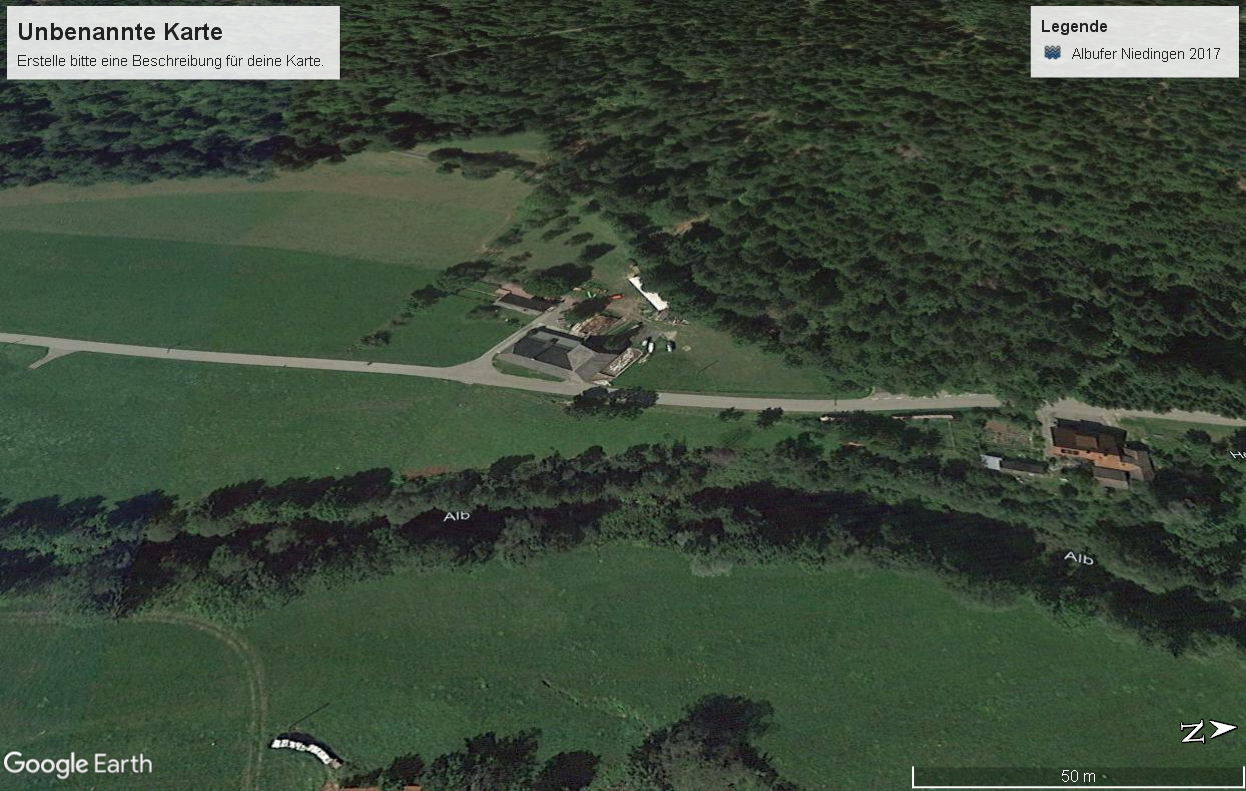 Unbenannte Karte
Erstelle bitte eine Beschreibung für deine Karte.
Legende
Albufer Niedingen 2017
Alb
Alb
N
Google Earth
50 m